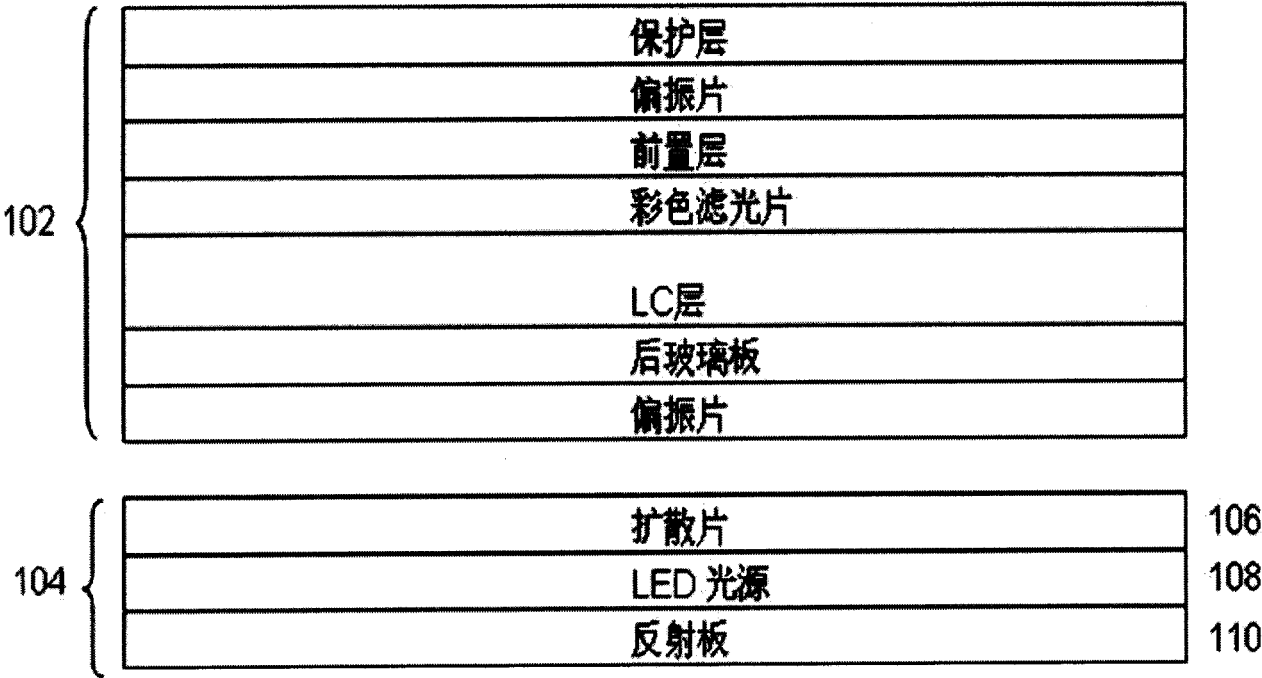 保护层
偏振片
前置层
彩色滤光片
102
LC层
后玻璃板
偏振片
扩散片 106
104 LED 光源 108
反射板 110